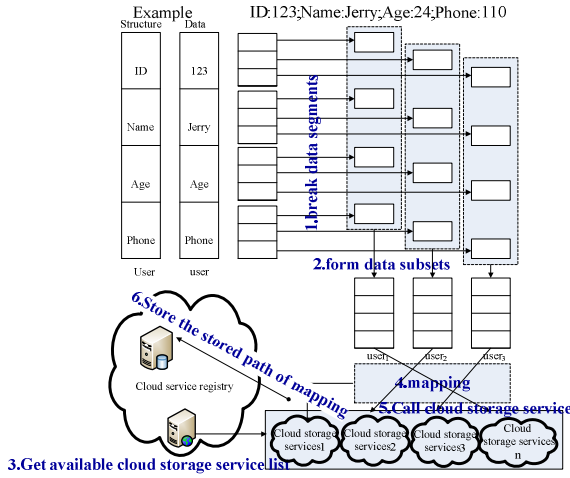 Example
ID:123;Name:Jerry;Age:24;Phone:110
Structure
Data
ID
123
Name
Jerry
Age
Age
Phone
Phone
User
user
1.break data segments
2.form data subsets
user1
user2
user3
6.Store the stored path of mapping
Cloud service registry
4.mapping
5.Call cloud storage service
Cloud storage
services1
Cloud storage
services2
Cloud storage
services3
Cloud
storage services
n
3.Get available cloud storage service list